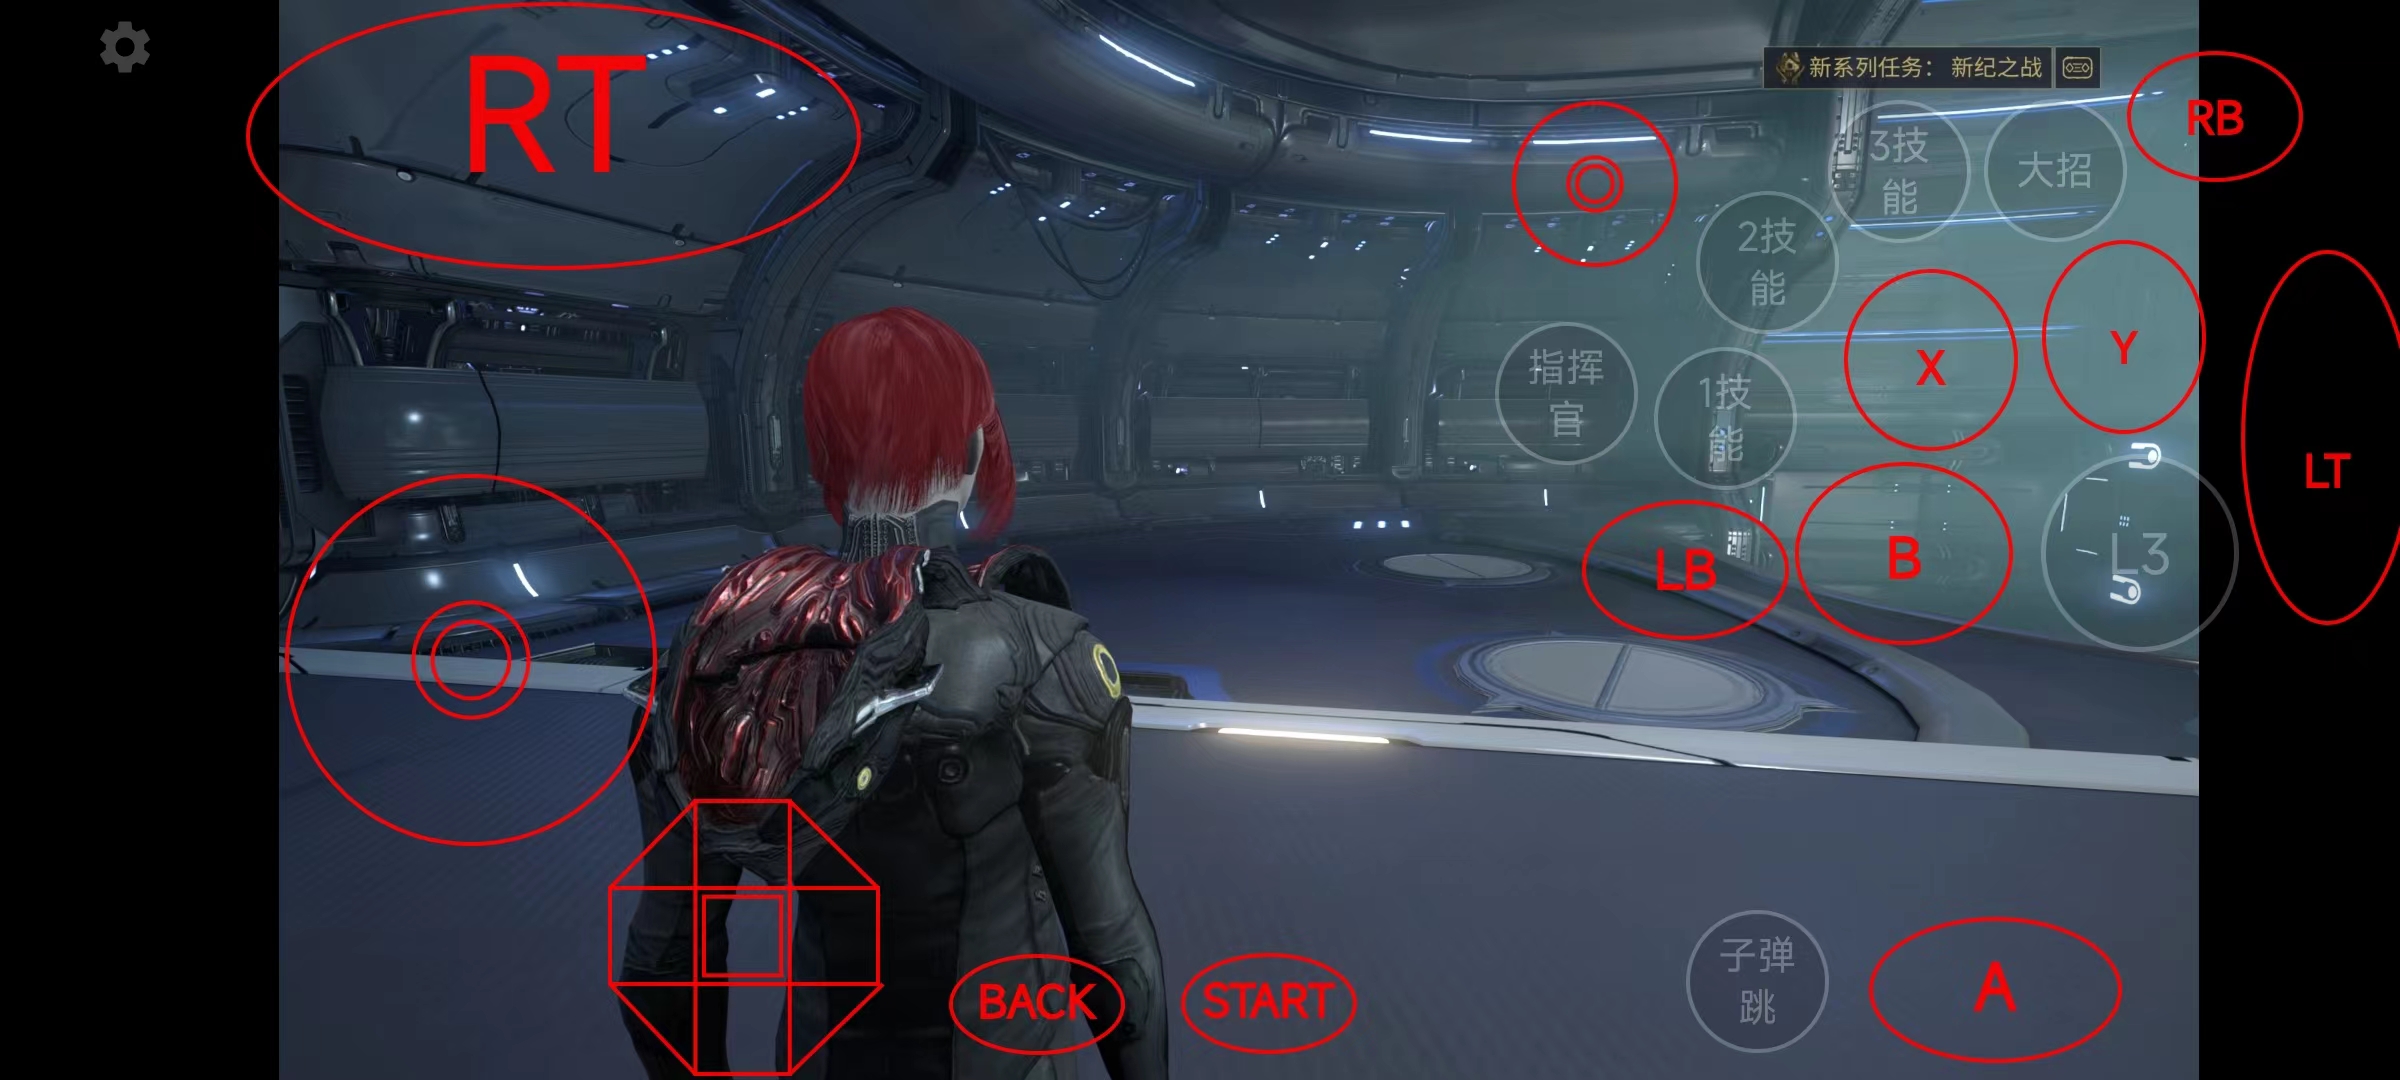 RT
新系列任务： 新纪之战
RB
3技
能
大招
2技
能
X
Y
指挥
官
1技
能
LT
LB
B
L3
子弹
跳
A
BACK
START